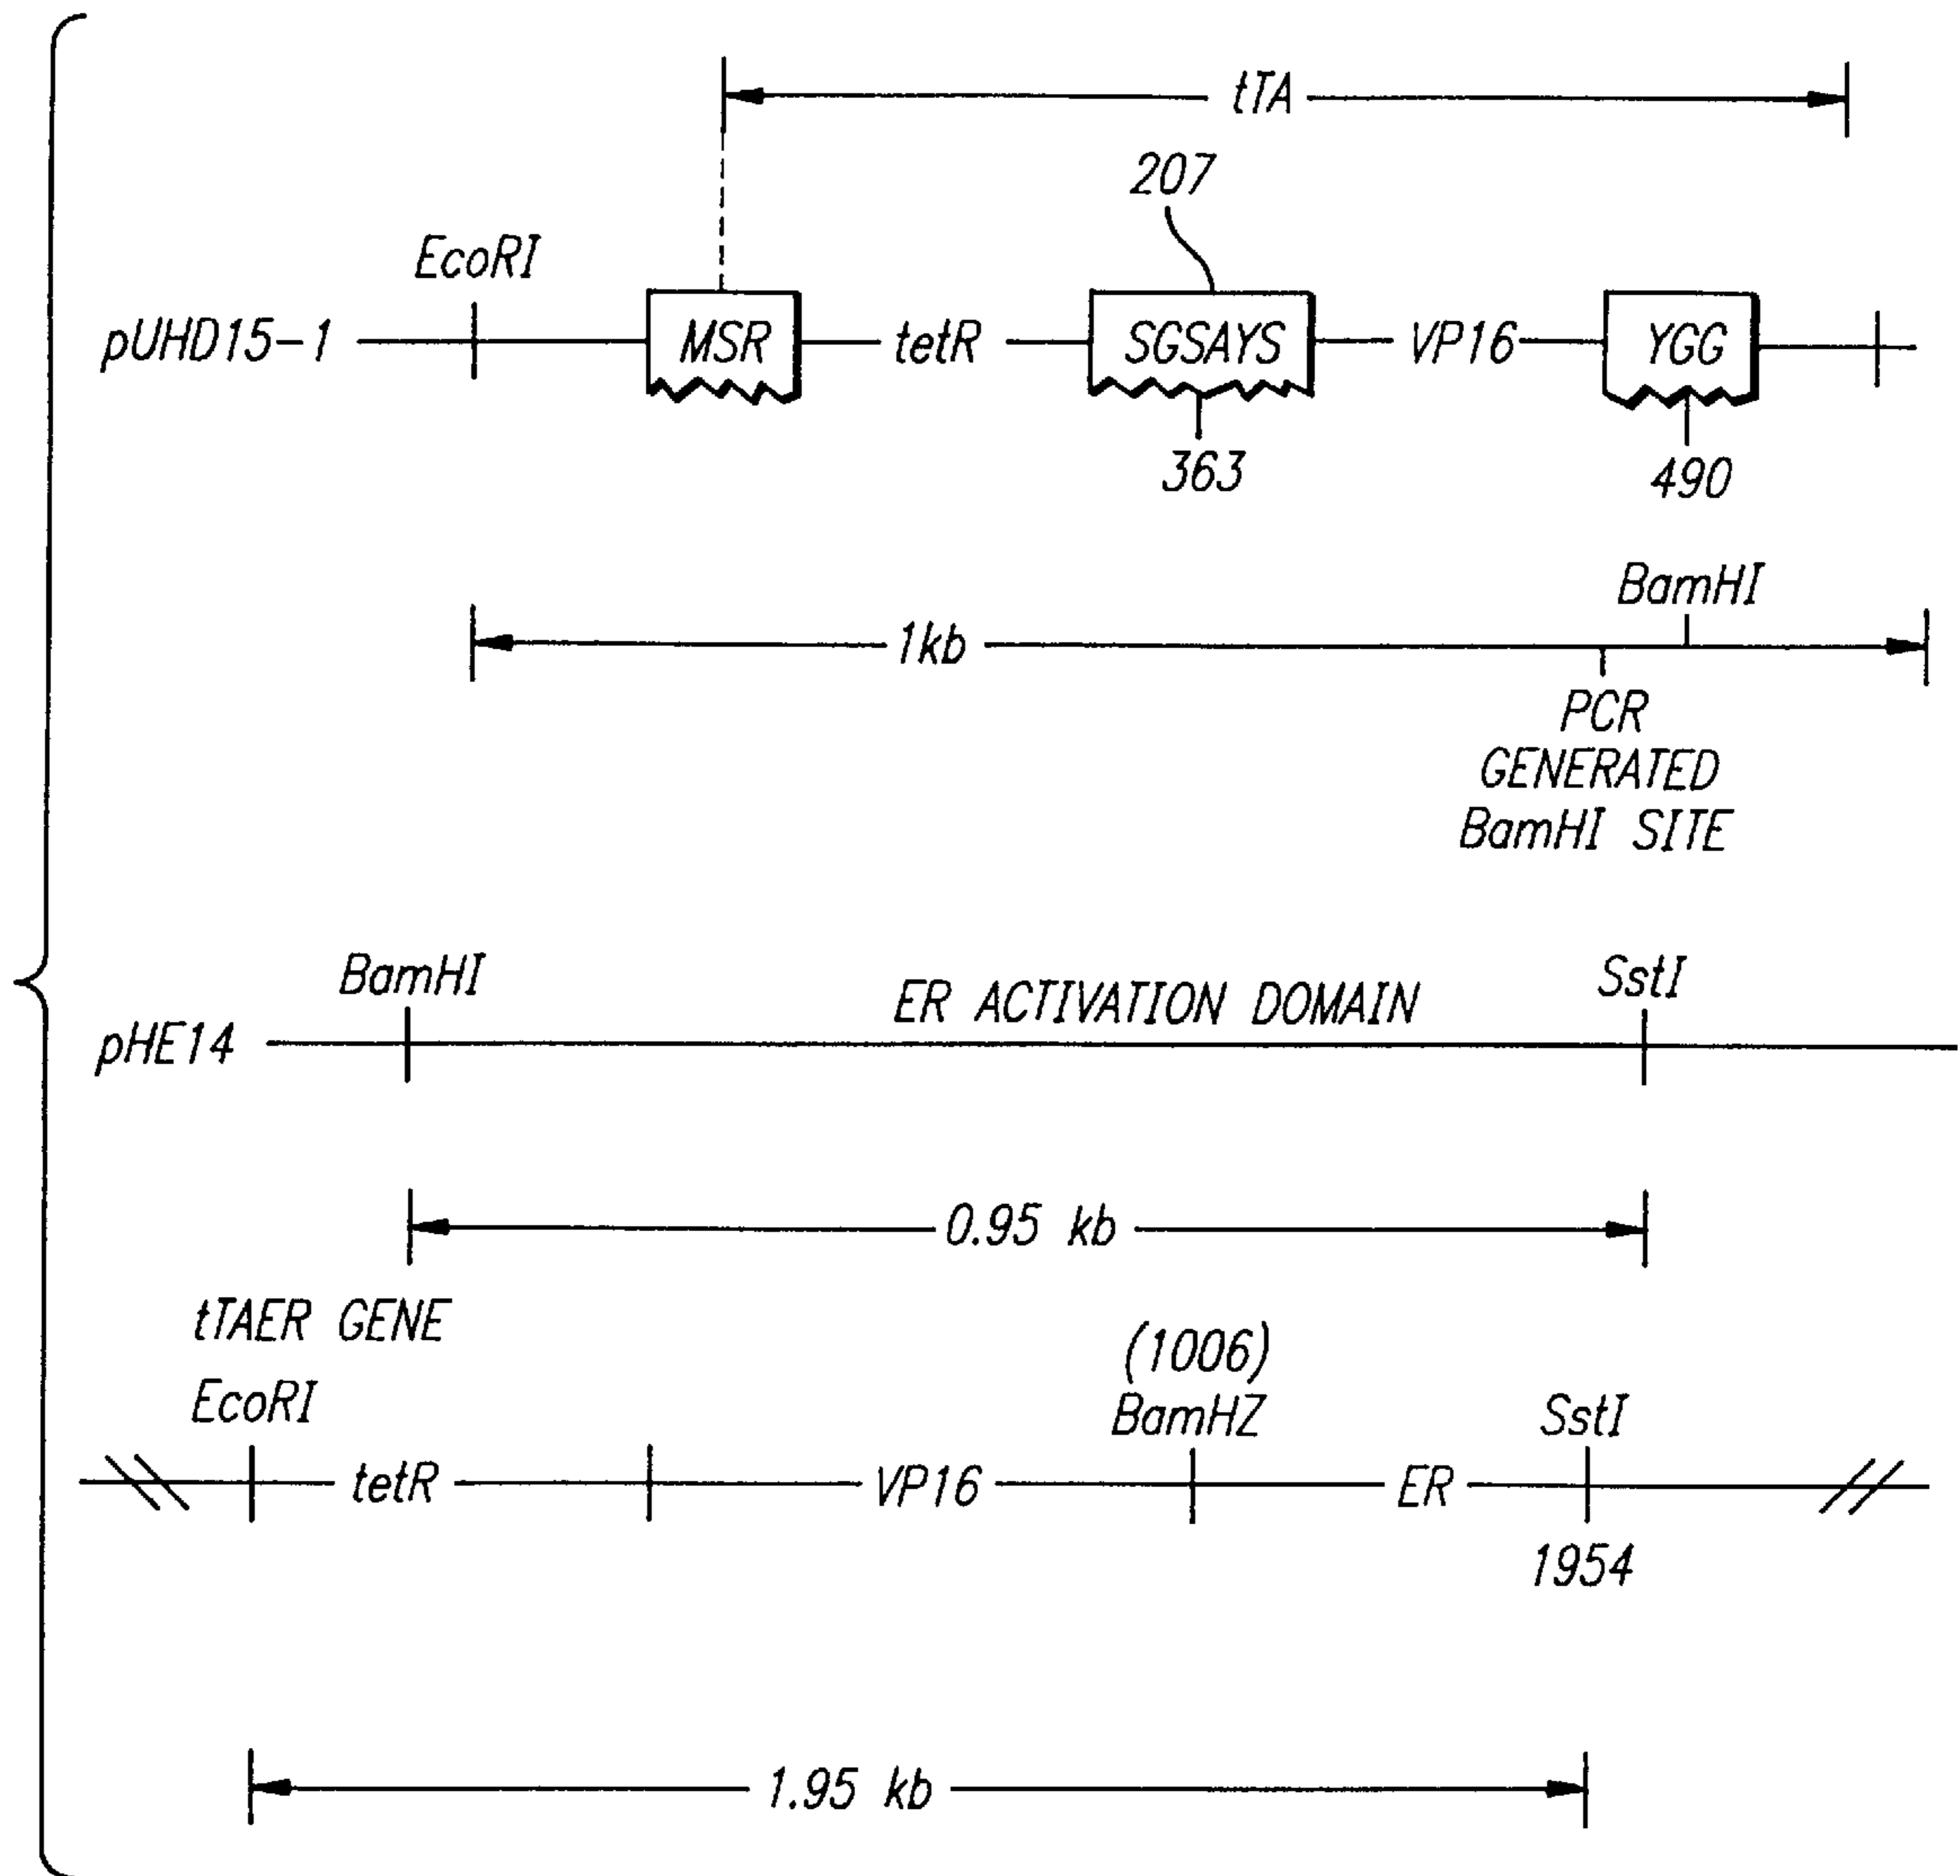 tTA
207
EcoRI
pUHD15-1 MSR tetR SGSAYS VP16 YGG
363 490
BamHI
1kb
PCR
GENERATED
BamHI SITE
BamHI ER ACTIVATION DOMAIN SstI
pHE14
0.95 kb
tTAER GENE
(1006)
EcoRI BamHZ SstI
tetR VP16 ER
1954
1.95 kb